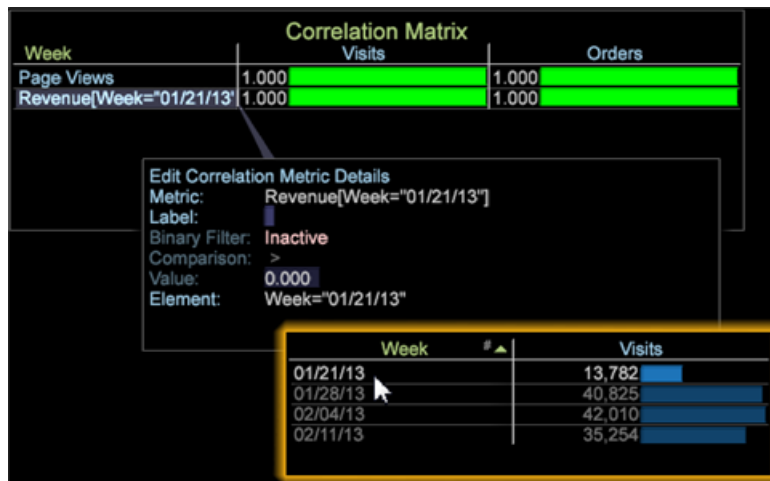 Correlation Matrix
Week Visits Orders
Page Views 1.000 1.000
Revenue[Week="01/21/13" 1.000 1.000
Edit Correlation Metric Details
Metric: Revenue[Week="01/21/13"]
Label:
Binary Filter: Inactive
Comparison: >
Value: 0.000
Element: Week="01/21/13"
Week # Visits
01/21/13 13,782
01/28/13 40,825
02/04/13 42,010
02/11/13 35,254